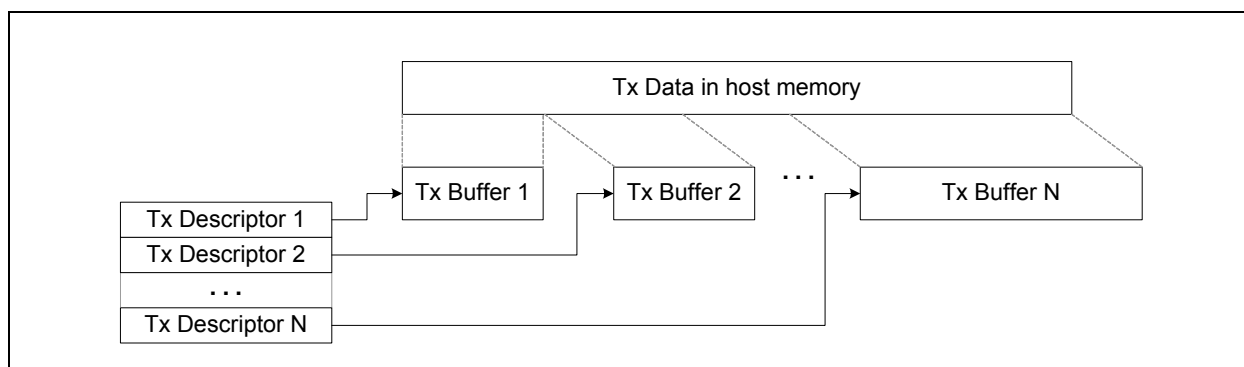 Tx Data in host memory
Tx Buffer 1
Tx Buffer 2
. . .
Tx Buffer N
Tx Descriptor 1
Tx Descriptor 2
. . .
Tx Descriptor N